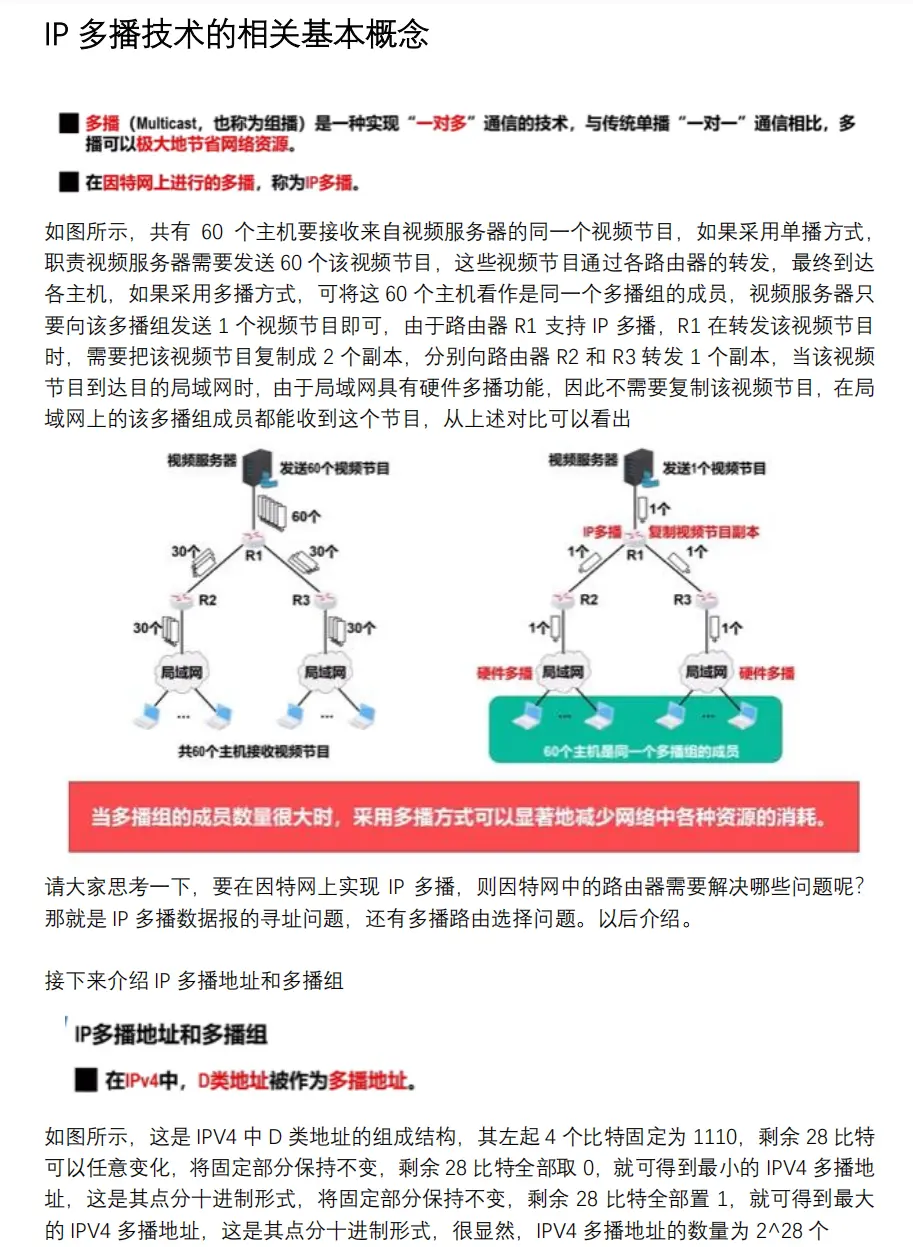 IP 多播技术的相关基本概念
多播（Multicast，也称为组播）是一种实现“一对多”通信的技术，与传统单播“一对一”通信相比，多
播可以极大地节省网络资源。
在因特网上进行的多播，称为IP多播。
如图所示，共有 60 个主机要接收来自视频服务器的同一个视频节目，如果采用单播方式，
职责视频服务器需要发送 60 个该视频节目，这些视频节目通过各路由器的转发，最终到达
各主机，如果采用多播方式，可将这 60 个主机看作是同一个多播组的成员，视频服务器只
要向该多播组发送 1 个视频节目即可，由于路由器 R1 支持 IP 多播，R1 在转发该视频节目
时，需要把该视频节目复制成 2 个副本，分别向路由器 R2 和 R3 转发 1 个副本，当该视频
节目到达目的局域网时，由于局域网具有硬件多播功能，因此不需要复制该视频节目，在局
域网上的该多播组成员都能收到这个节目，从上述对比可以看出
视频服务器
发送60个视频节目
60个
R1
30个
30个
R2
R3
30个
30个
局域网
局域网
...
...
共60个主机接收视频节目
视频服务器
发送1个视频节目
1个
IP多播
复制视频节目副本
R1
1个
1个
R2
R3
1个
1个
硬件多播
局域网
局域网
硬件多播
...
...
60个主机是同一个多播组的成员
当多播组的成员数量很大时，采用多播方式可以显著地减少网络中各种资源的消耗。
请大家思考一下，要在因特网上实现 IP 多播，则因特网中的路由器需要解决哪些问题呢？
那就是 IP 多播数据报的寻址问题，还有多播路由选择问题。以后介绍。
接下来介绍 IP 多播地址和多播组
IP多播地址和多播组
在IPv4中，D类地址被作为多播地址。
如图所示，这是 IPV4 中 D 类地址的组成结构，其左起 4 个比特固定为 1110，剩余 28 比特
可以任意变化，将固定部分保持不变，剩余 28 比特全部取 0，就可得到最小的 IPV4 多播地
址，这是其点分十进制形式，将固定部分保持不变，剩余 28 比特全部置 1，就可得到最大
的 IPV4 多播地址，这是其点分十进制形式，很显然，IPV4 多播地址的数量为 2^28 个